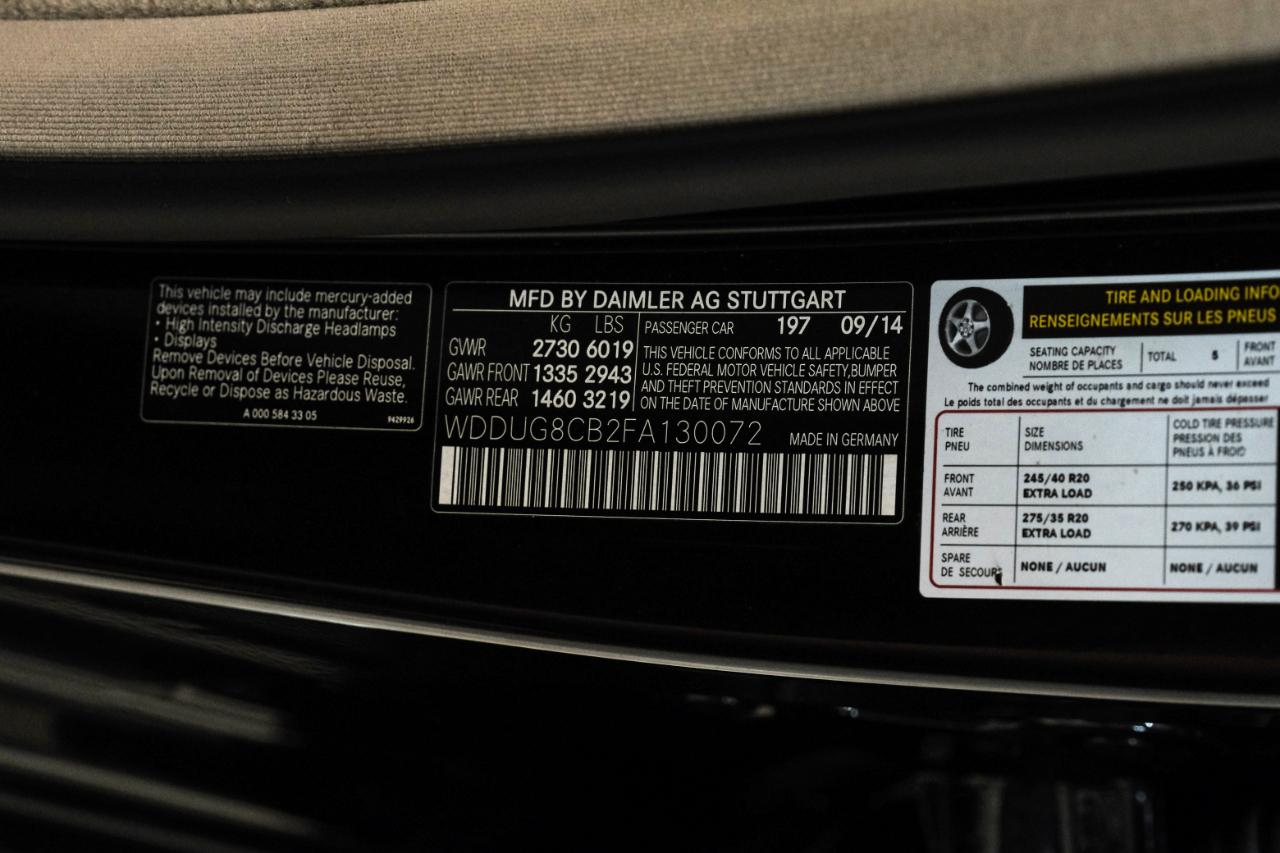 This vehicle may include mercury-added
devices installed by the manufacturer:
• High Intensity Discharge Headlamps
• Displays
Remove Devices Before Vehicle Disposal.
Upon Removal of Devices Please Reuse,
Recycle or Dispose as Hazardous Waste.
A 000 584 33 05
9429926
MFD BY DAIMLER AG STUTTGART
KG LBS
GVWR 2730 6019
GAWR FRONT 1335 2943
GAWR REAR 1460 3219
PASSENGER CAR 197 09/14
THIS VEHICLE CONFORMS TO ALL APPLICABLE
U.S. FEDERAL MOTOR VEHICLE SAFETY,BUMPER
AND THEFT PREVENTION STANDARDS IN EFFECT
ON THE DATE OF MANUFACTURE SHOWN ABOVE
WDDUG8CB2FA130072 MADE IN GERMANY
TIRE AND LOADING INFO
RENSEIGNEMENTS SUR LES PNEUS
SEATING CAPACITY
NOMBRE DE PLACES
TOTAL 5
FRONT
AVANT
The combined weight of occupants and cargo should never exceed
Le poids total des occupants et du chargement ne doit jamais dépasser
TIRE
PNEU
SIZE
DIMENSIONS
COLD TIRE PRESSURE
PRESSION DES
PNEUS À FROID
FRONT
AVANT
245/40 R20
EXTRA LOAD
250 KPA, 36 PSI
REAR
ARRIÈRE
275/35 R20
EXTRA LOAD
270 KPA, 39 PSI
SPARE
DE SECOURS
NONE / AUCUN
NONE / AUCUN